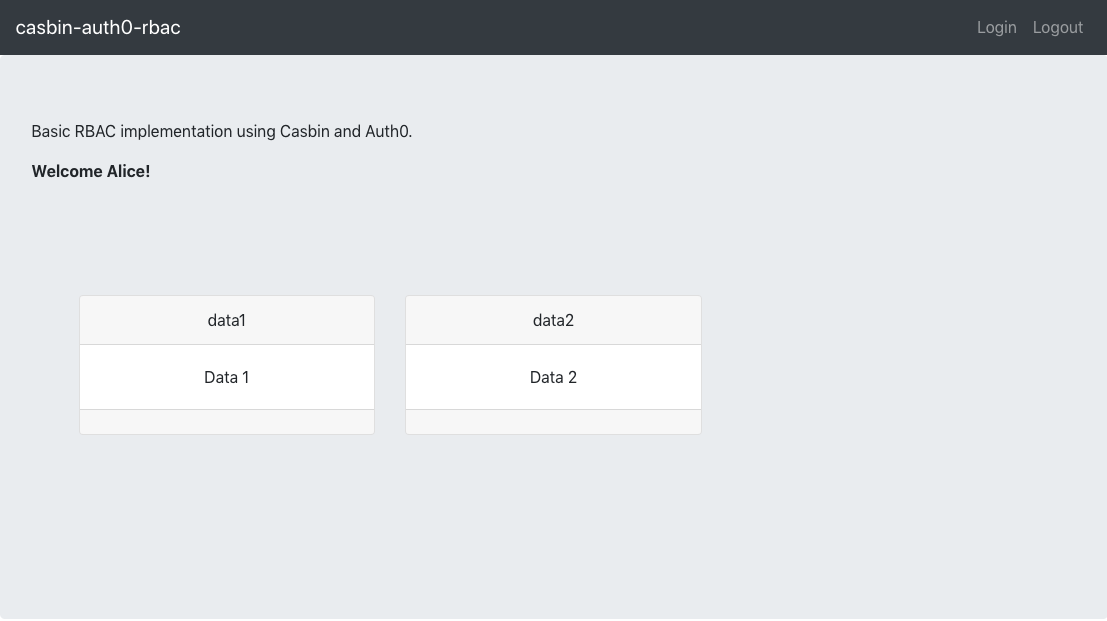 casbin-auth0-rbac
Login Logout
Basic RBAC implementation using Casbin and Auth0.
Welcome Alice!
data1
Data 1
data2
Data 2